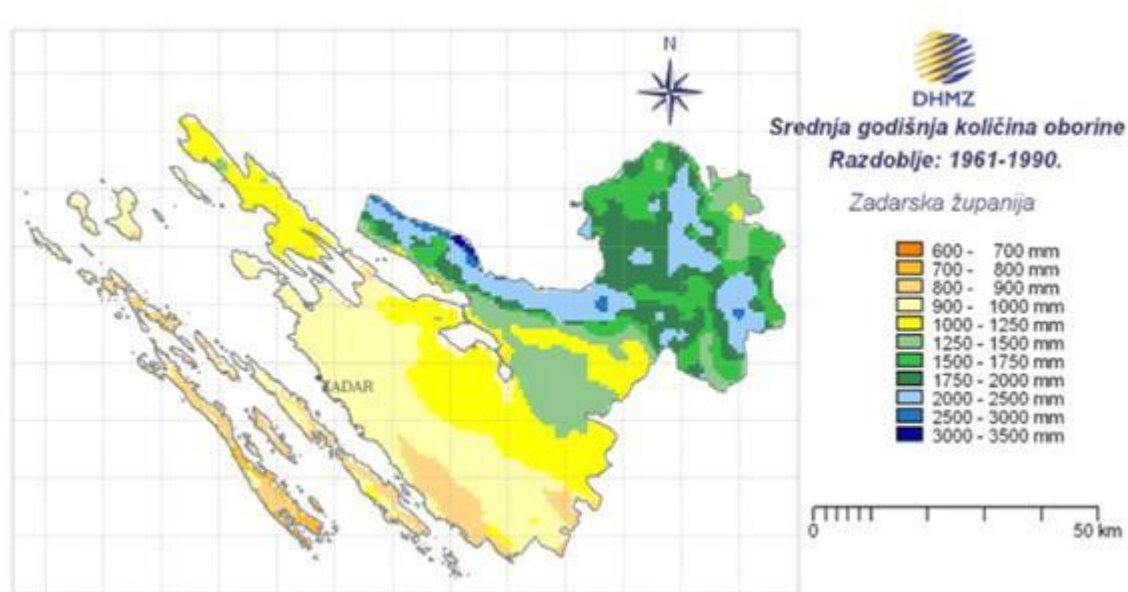 N
DHMZ
Srednja godišnja količina oborine
Razdoblje: 1961-1990.
Zadarska županija
600 - 700 mm
700 - 800 mm
800 - 900 mm
900 - 1000 mm
1000 - 1250 mm
1250 - 1500 mm
1500 - 1750 mm
1750 - 2000 mm
2000 - 2500 mm
2500 - 3000 mm
3000 - 3500 mm
ZADAR
0 50 km